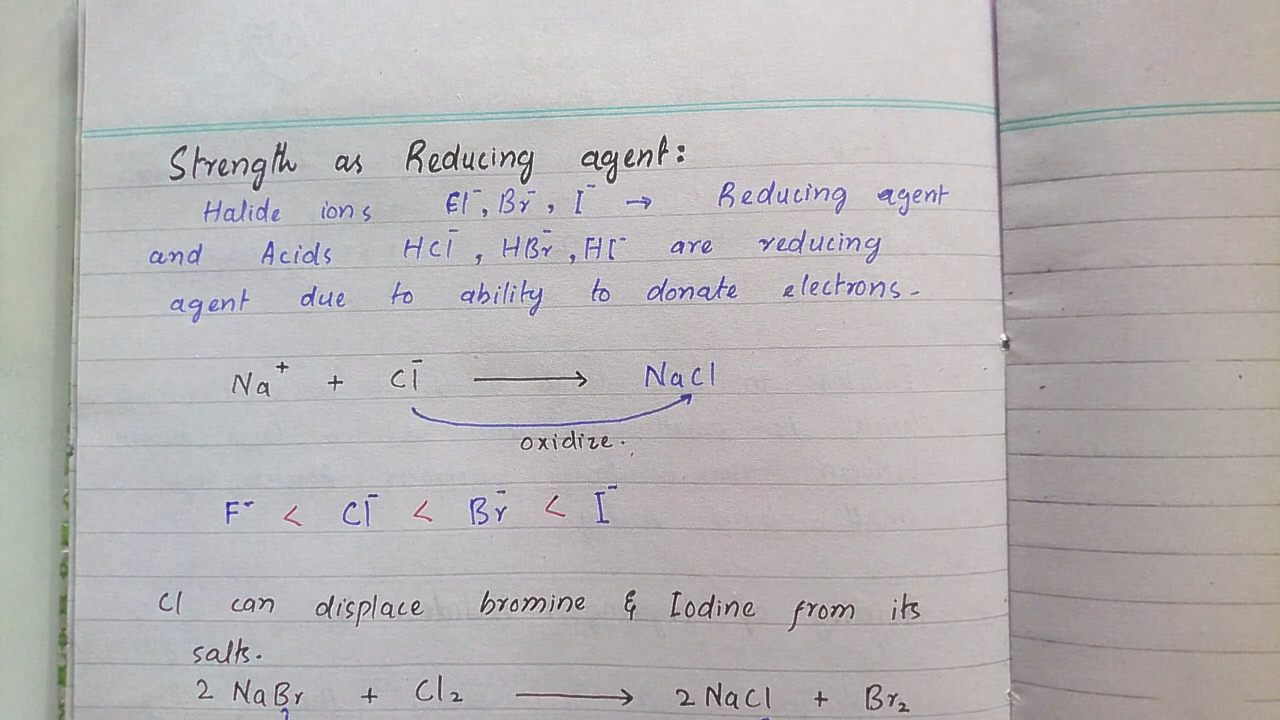 Strength as Reducing agent:
Halide ions Cl⁻, Br⁻, I⁻ → Reducing agent
and Acids HCl⁻, HBr⁻, HI⁻ are reducing
agent due to ability to donate electrons.
Na⁺ + Cl⁻ → NaCl
oxidize.
F⁻ < Cl⁻ < Br⁻ < I⁻
Cl can displace bromine & Iodine from its
salts.
2 NaBr + Cl₂ → 2 NaCl + Br₂